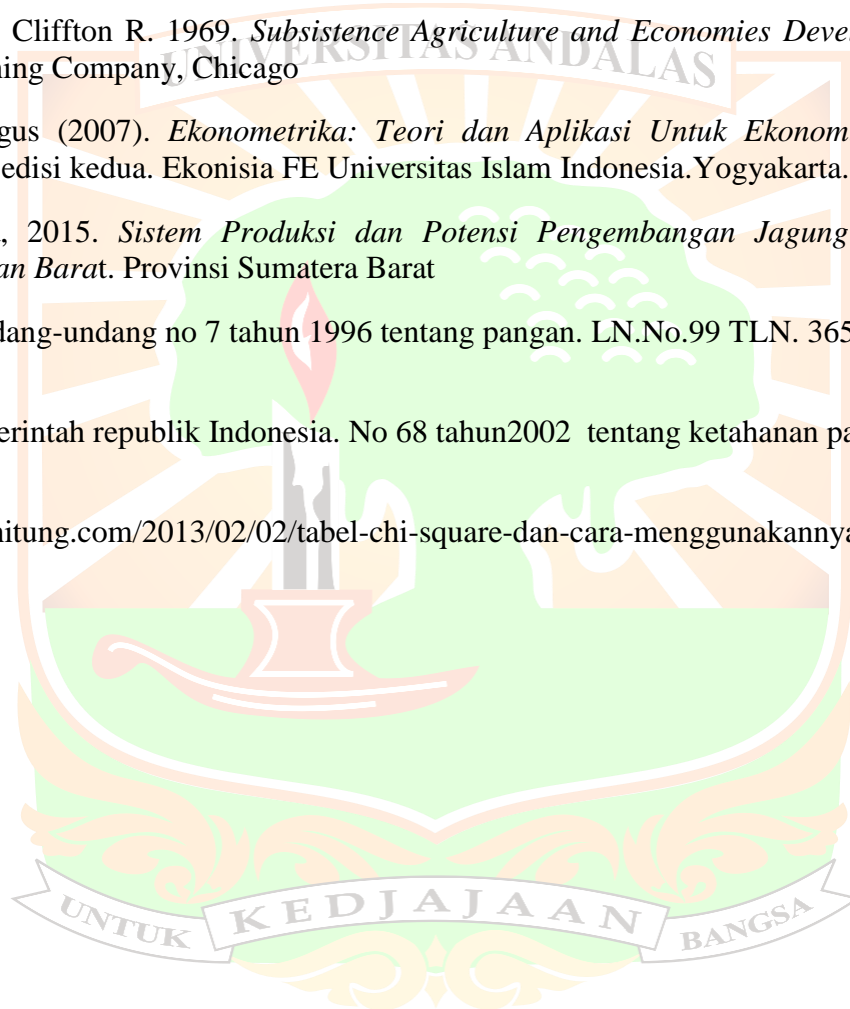 UNIVERSITAS ANDALAS
Cliffton R. 1969. Subsistence Agriculture and Economies Deve
ning Company, Chicago
gus (2007). Ekonometrika: Teori dan Aplikasi Untuk Ekonom
edisi kedua. Ekonisia FE Universitas Islam Indonesia.Yogyakarta.
, 2015. Sistem Produksi dan Potensi Pengembangan Jagung
an Barat. Provinsi Sumatera Barat
dang-undang no 7 tahun 1996 tentang pangan. LN.No.99 TLN. 365
erintah republik Indonesia. No 68 tahun2002 tentang ketahanan pa
nitung.com/2013/02/02/tabel-chi-square-dan-cara-menggunakannya
UNTUK KEDJAJAAN BANGSA